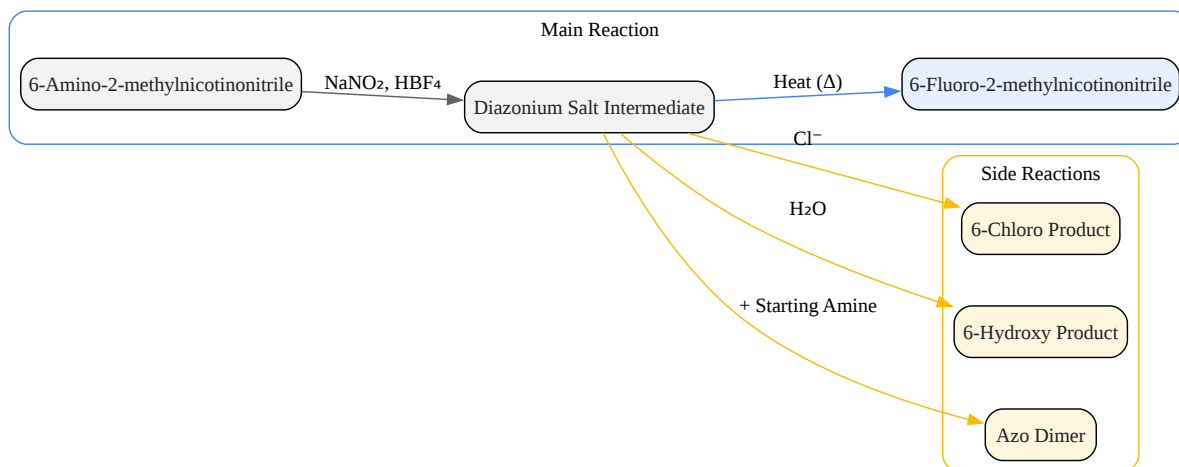 Main Reaction
6-Amino-2-methylnicotinonitrile
NaNO₂, HBF₄
Diazonium Salt Intermediate
Heat (Δ)
6-Fluoro-2-methylnicotinonitrile
Cl⁻
Side Reactions
6-Chloro Product
H₂O
6-Hydroxy Product
+ Starting Amine
Azo Dimer